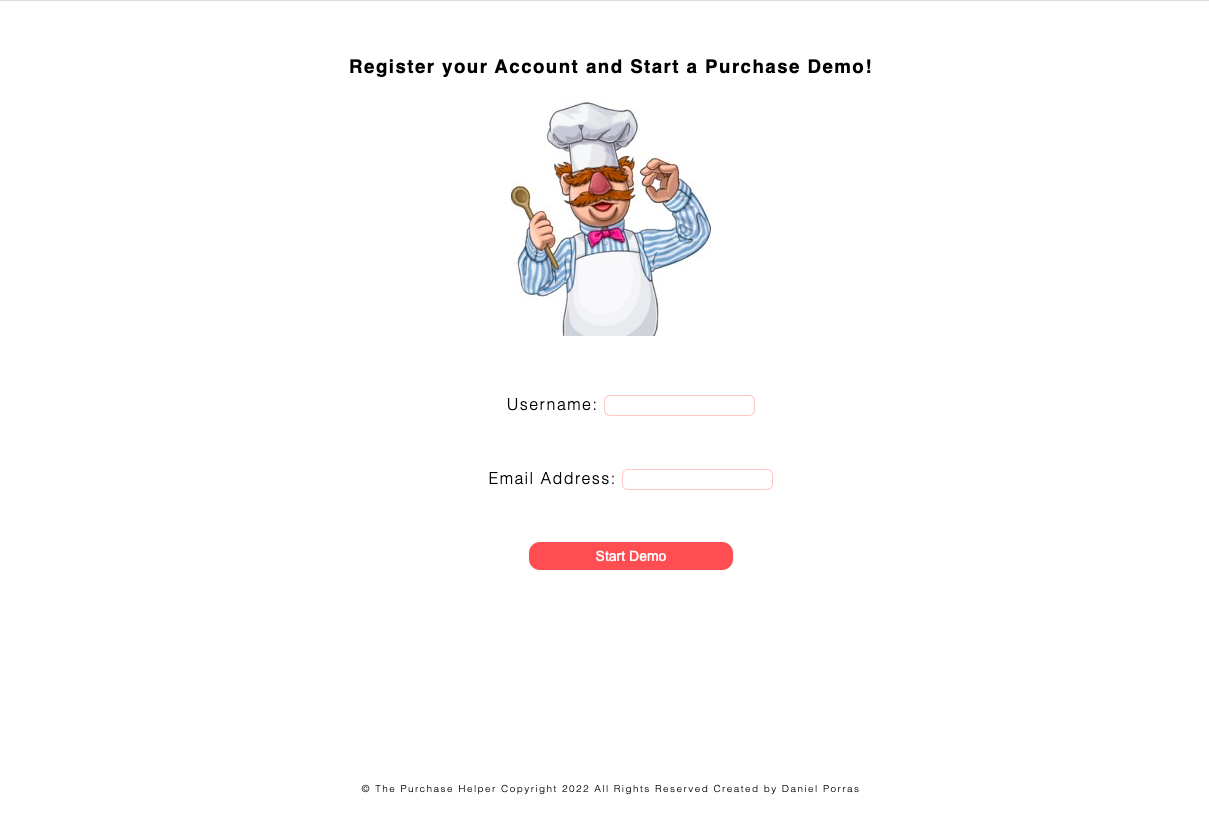 Register your Account and Start a Purchase Demo!
Username:
Email Address:
Start Demo
© The Purchase Helper Copyright 2022 All Rights Reserved Created by Daniel Porras